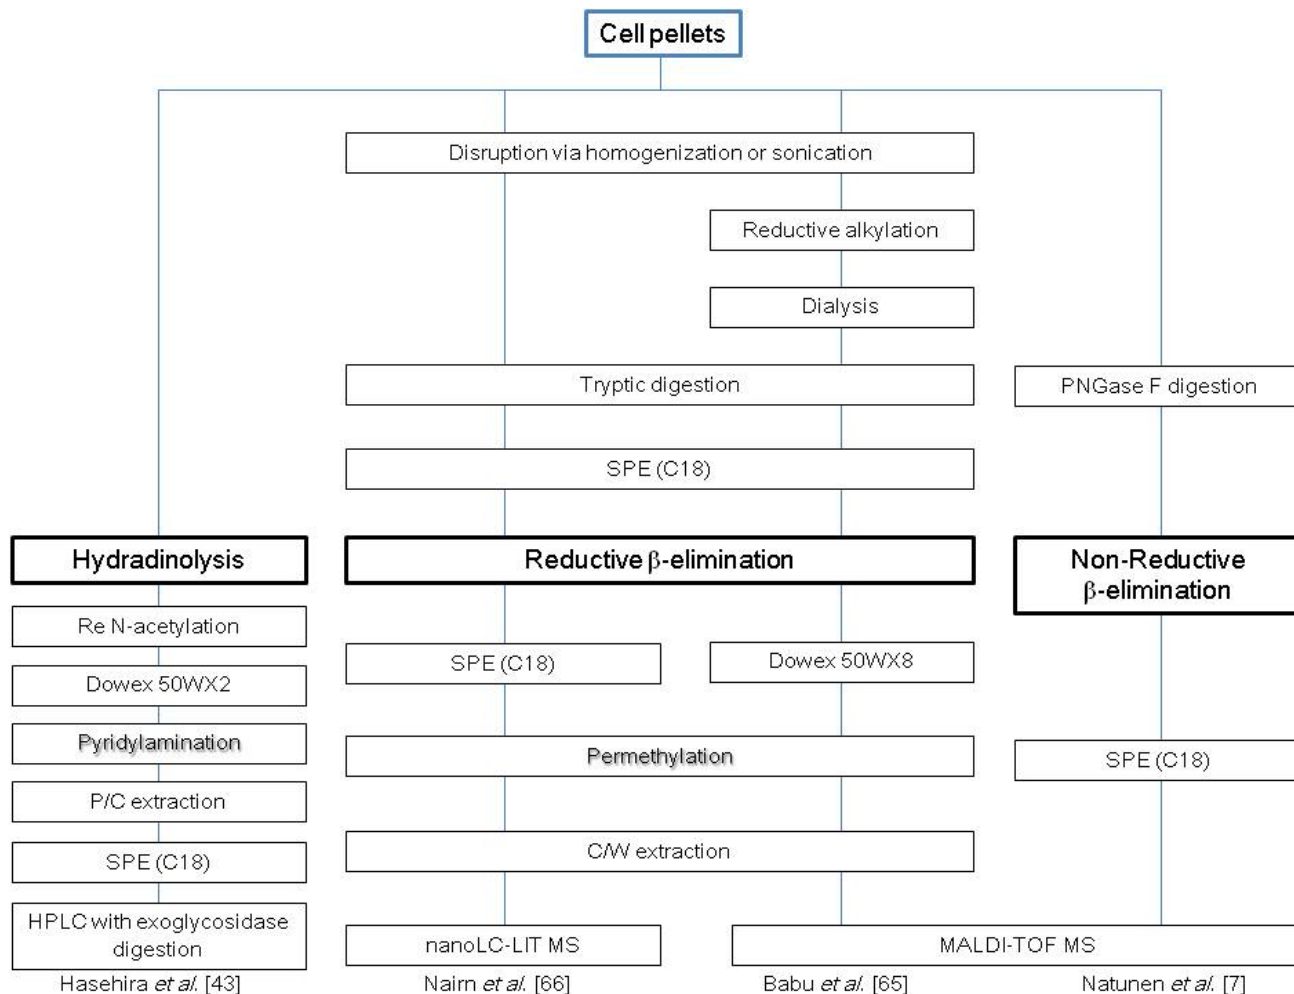 Cell pellets
Disruption via homogenization or sonication
Reductive alkylation
Dialysis
Tryptic digestion
PNGase F digestion
SPE (C18)
Hydradinolysis
Reductive β-elimination
Non-Reductive
β-elimination
Re N-acetylation
SPE (C18)
Dowex 50WX8
Dowex 50WX2
Pyridylamination
Permethylation
SPE (C18)
P/C extraction
C/W extraction
SPE (C18)
HPLC with exoglycosidase
digestion
nanoLC-LIT MS
MALDI-TOF MS
Hasehira et al. [43]
Nairn et al. [66]
Babu et al. [65]
Natunen et al. [7]